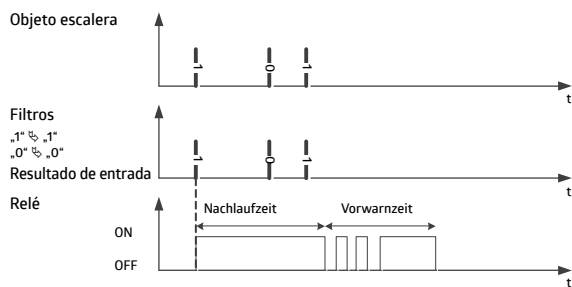 Objeto escalera
1 0 1
t
Filtros
„1“ ⏎ „1“
„0“ ⏎ „0“
Resultado de entrada
1 0 1
t
Relé
Nachlaufzeit Vorwarnzeit
ON
OFF
t